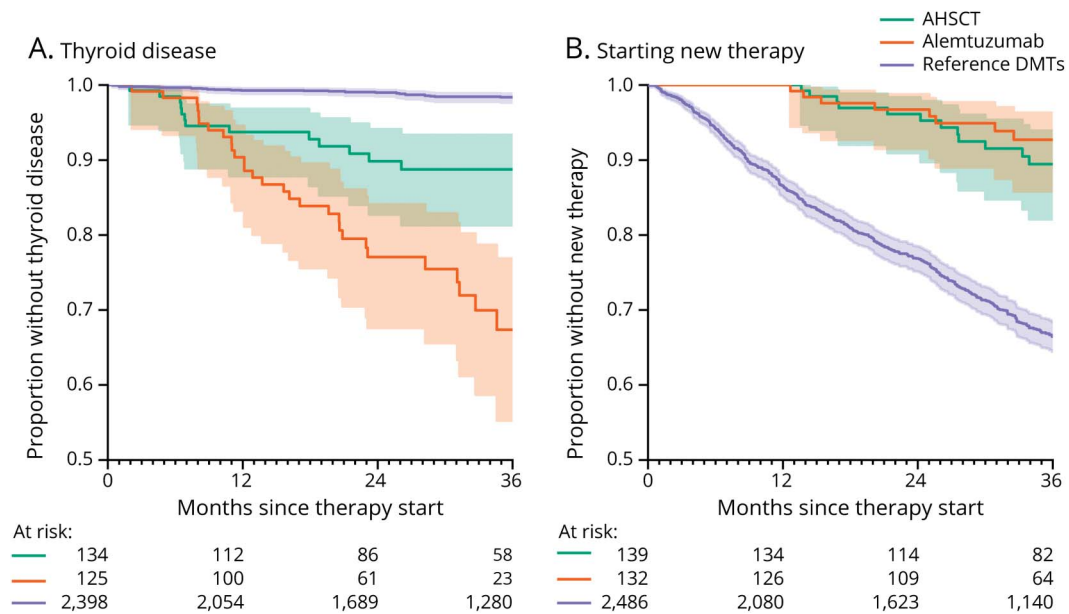 AHSCT
Alemtuzumab
Reference DMTs
A. Thyroid disease
Proportion without thyroid disease
1.0
0.9
0.8
0.7
0.6
0.5
0 12 24 36
Months since therapy start
At risk:
134 112 86 58
125 100 61 23
2,398 2,054 1,689 1,280
B. Starting new therapy
Proportion without new therapy
1.0
0.9
0.8
0.7
0.6
0.5
0 12 24 36
Months since therapy start
At risk:
139 134 114 82
132 126 109 64
2,486 2,080 1,623 1,140